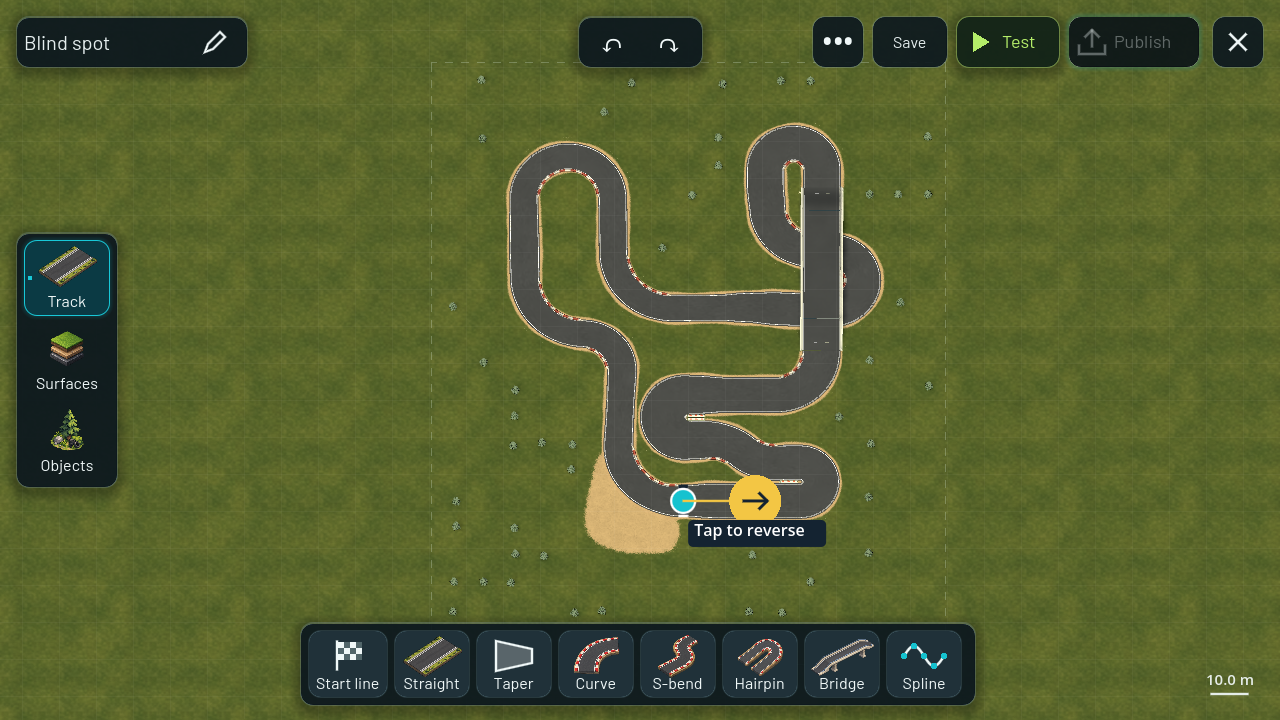 Blind spot
Save
Test
Publish
Track
Surfaces
Objects
Tap to reverse
Start line
Straight
Taper
Curve
S-bend
Hairpin
Bridge
Spline
10.0 m